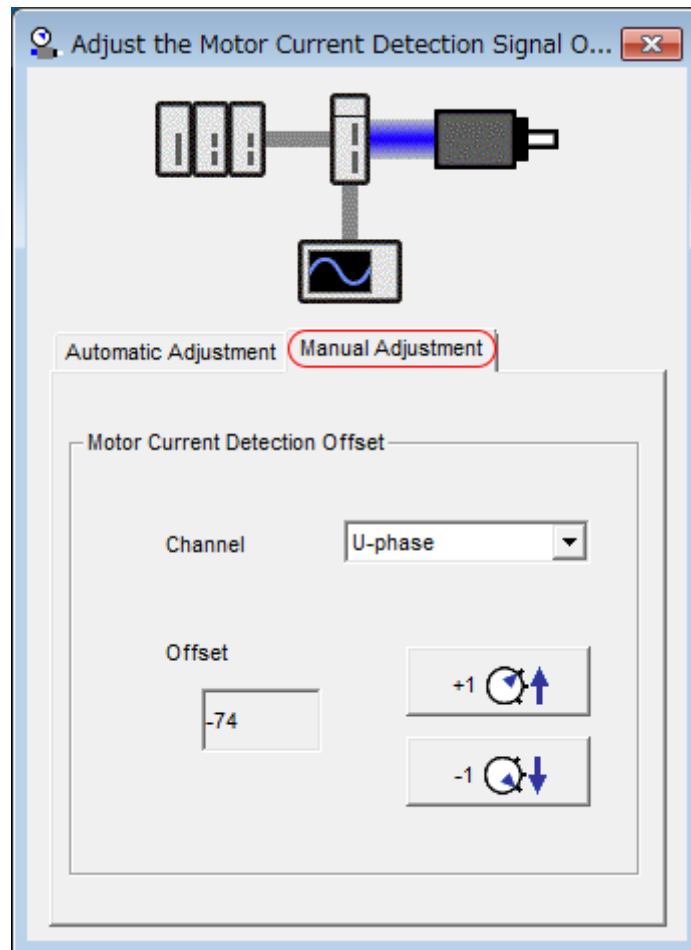 Adjust the Motor Current Detection Signal O...
Automatic Adjustment
Manual Adjustment
Motor Current Detection Offset
Channel
U-phase
Offset
+1
-74
-1